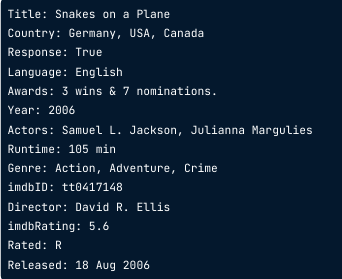 Title: Snakes on a Plane
Country: Germany, USA, Canada
Response: True
Language: English
Awards: 3 wins & 7 nominations.
Year: 2006
Actors: Samuel L. Jackson, Julianna Margulies
Runtime: 105 min
Genre: Action, Adventure, Crime
imdbID: tt0417148
Director: David R. Ellis
imdbRating: 5.6
Rated: R
Released: 18 Aug 2006